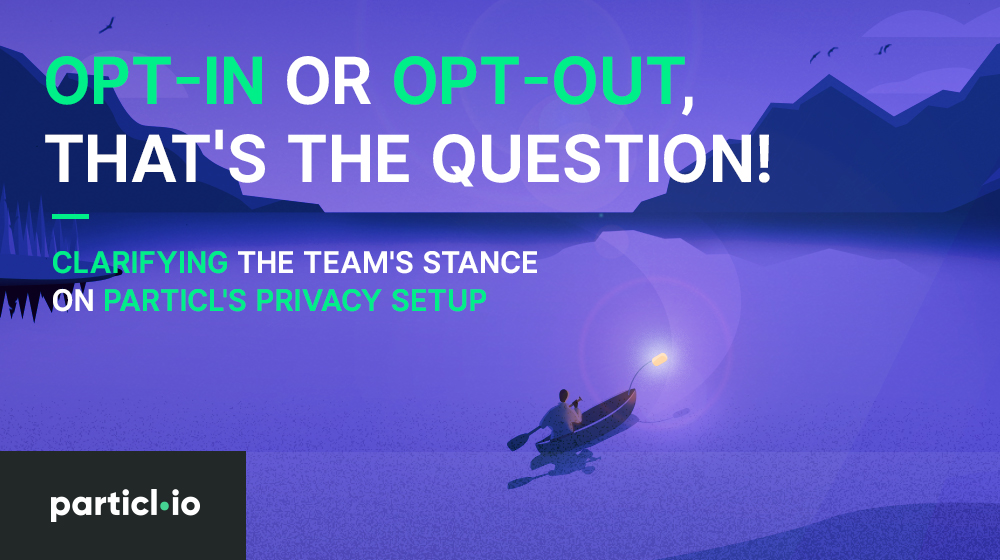 OPT-IN OR OPT-OUT,
THAT'S THE QUESTION!
CLARIFYING THE TEAM'S STANCE
ON PARTICL'S PRIVACY SETUP
particl.io